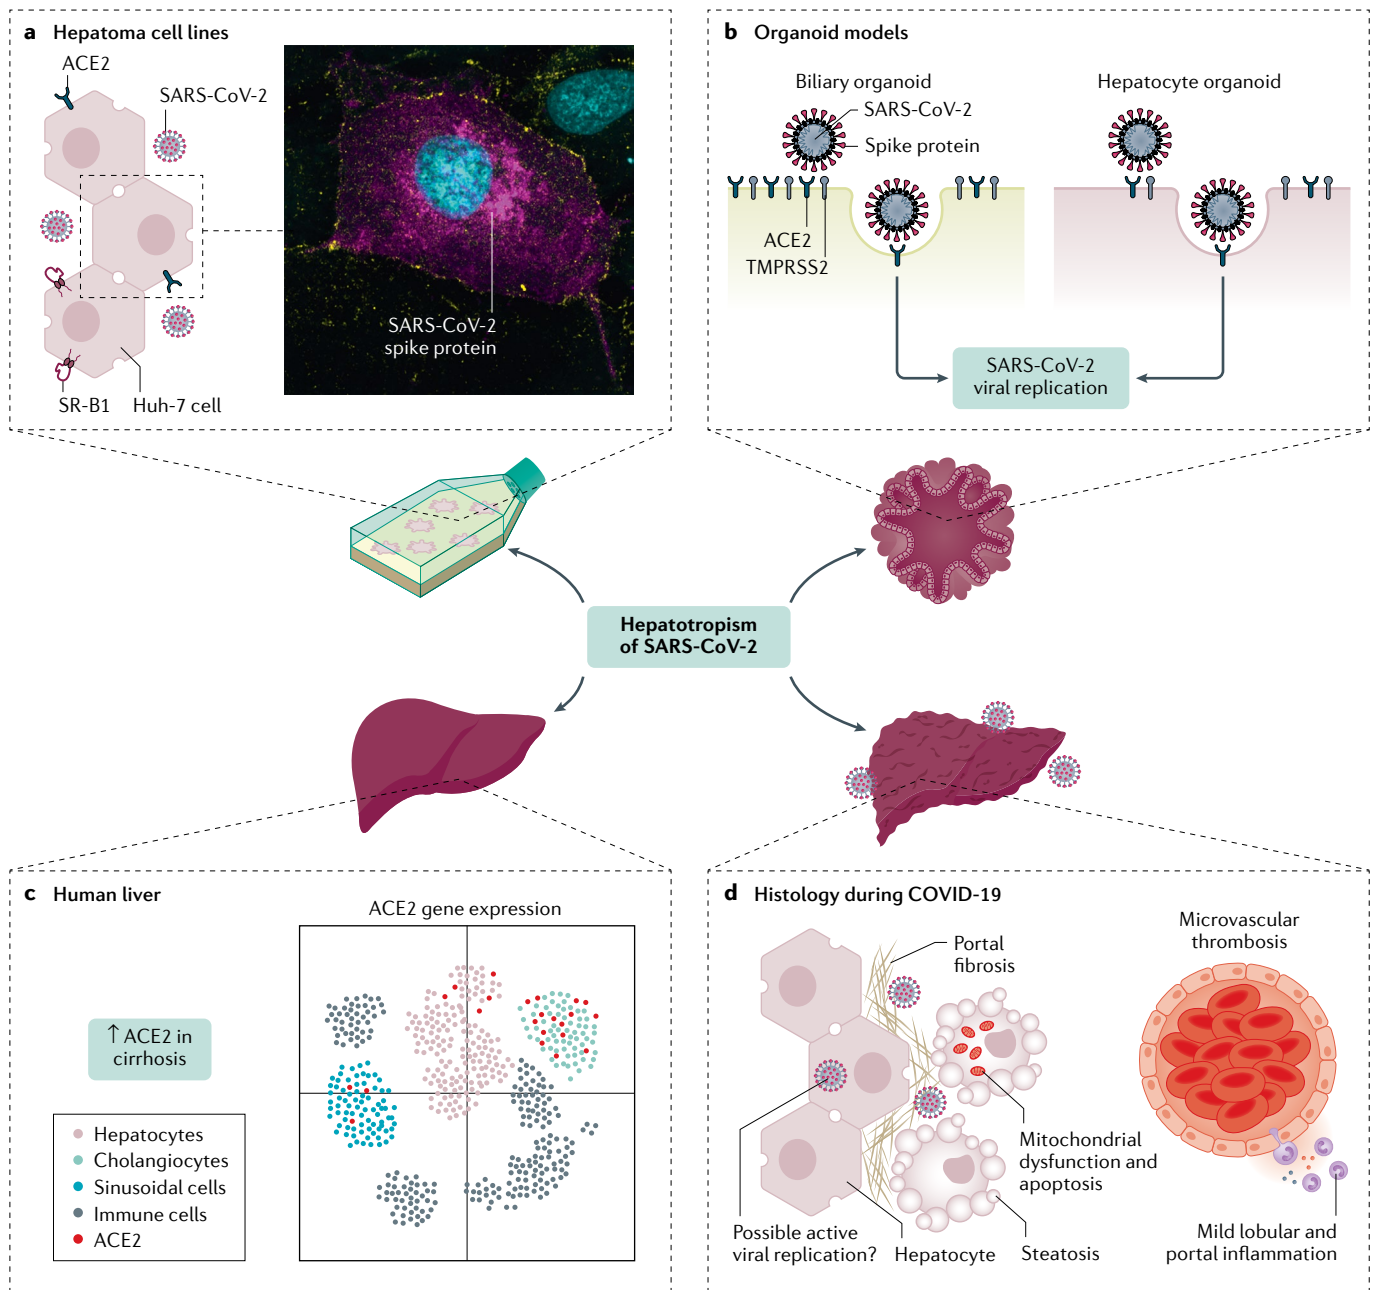 a Hepatoma cell lines
ACE2
SARS-CoV-2
SARS-CoV-2
spike protein
SR-B1
Huh-7 cell
b Organoid models
Biliary organoid
Hepatocyte organoid
SARS-CoV-2
Spike protein
ACE2
TMPRSS2
SARS-CoV-2
viral replication
Hepatotropism
of SARS-CoV-2
c Human liver
ACE2 gene expression
↑ ACE2 in
cirrhosis
Hepatocytes
Cholangiocytes
Sinusoidal cells
Immune cells
ACE2
d Histology during COVID-19
Portal
fibrosis
Microvascular
thrombosis
Mitochondrial
dysfunction and
apoptosis
Possible active
viral replication?
Hepatocyte
Steatosis
Mild lobular and
portal inflammation